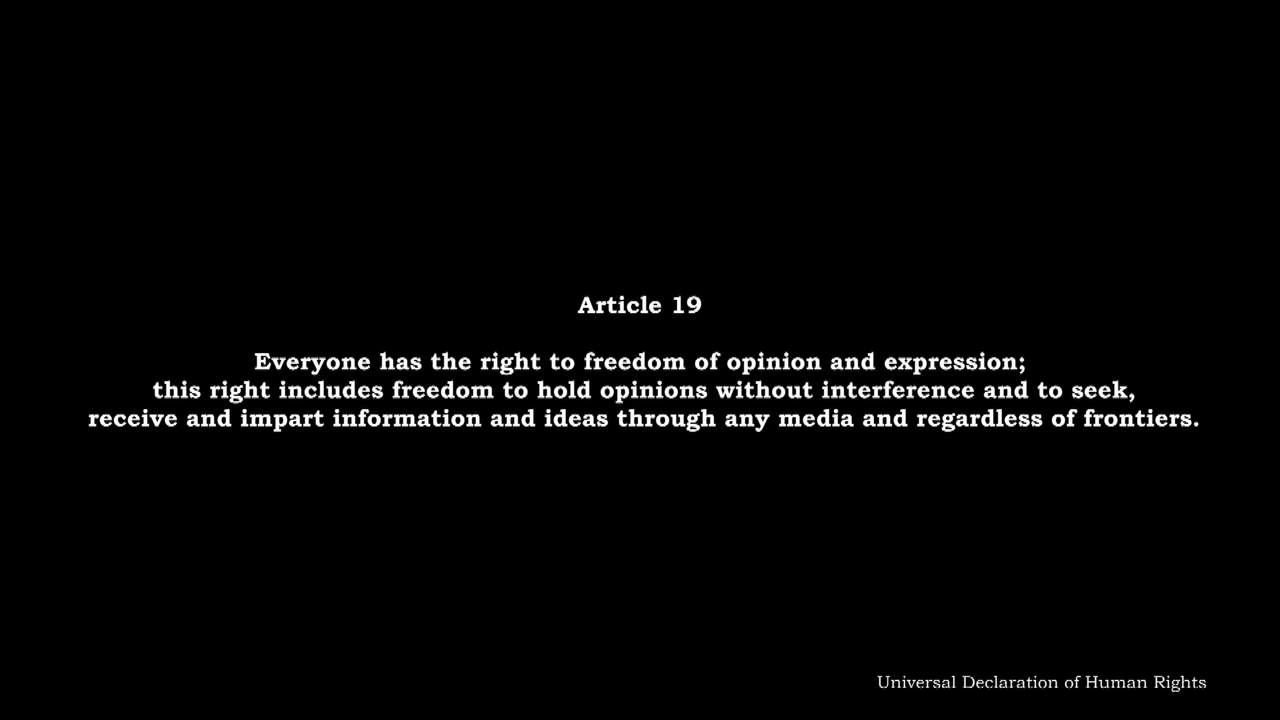 Article 19
Everyone has the right to freedom of opinion and expression;
this right includes freedom to hold opinions without interference and to seek,
receive and impart information and ideas through any media and regardless of frontiers.
Universal Declaration of Human Rights